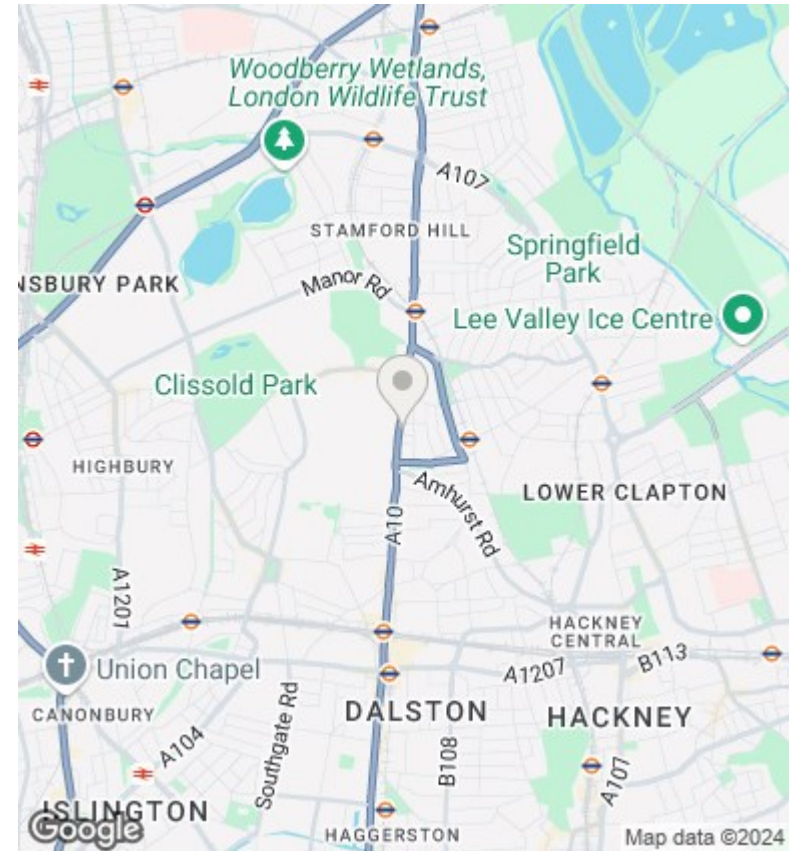 Woodberry Wetlands,
London Wildlife Trust
A107
STAMFORD HILL
Springfield
Park
NSBURY PARK
Manor Rd
Lee Valley Ice Centre
Clissold Park
HIGHBURY
Amhurst Rd
LOWER CLAPTON
A10
A1201
HACKNEY
CENTRAL
B113
A1207
Union Chapel
CANONBURY
Southgate Rd
DALSTON
HACKNEY
A104
B108
A107
ISLINGTON
Google
HAGGERSTON
Map data ©2024